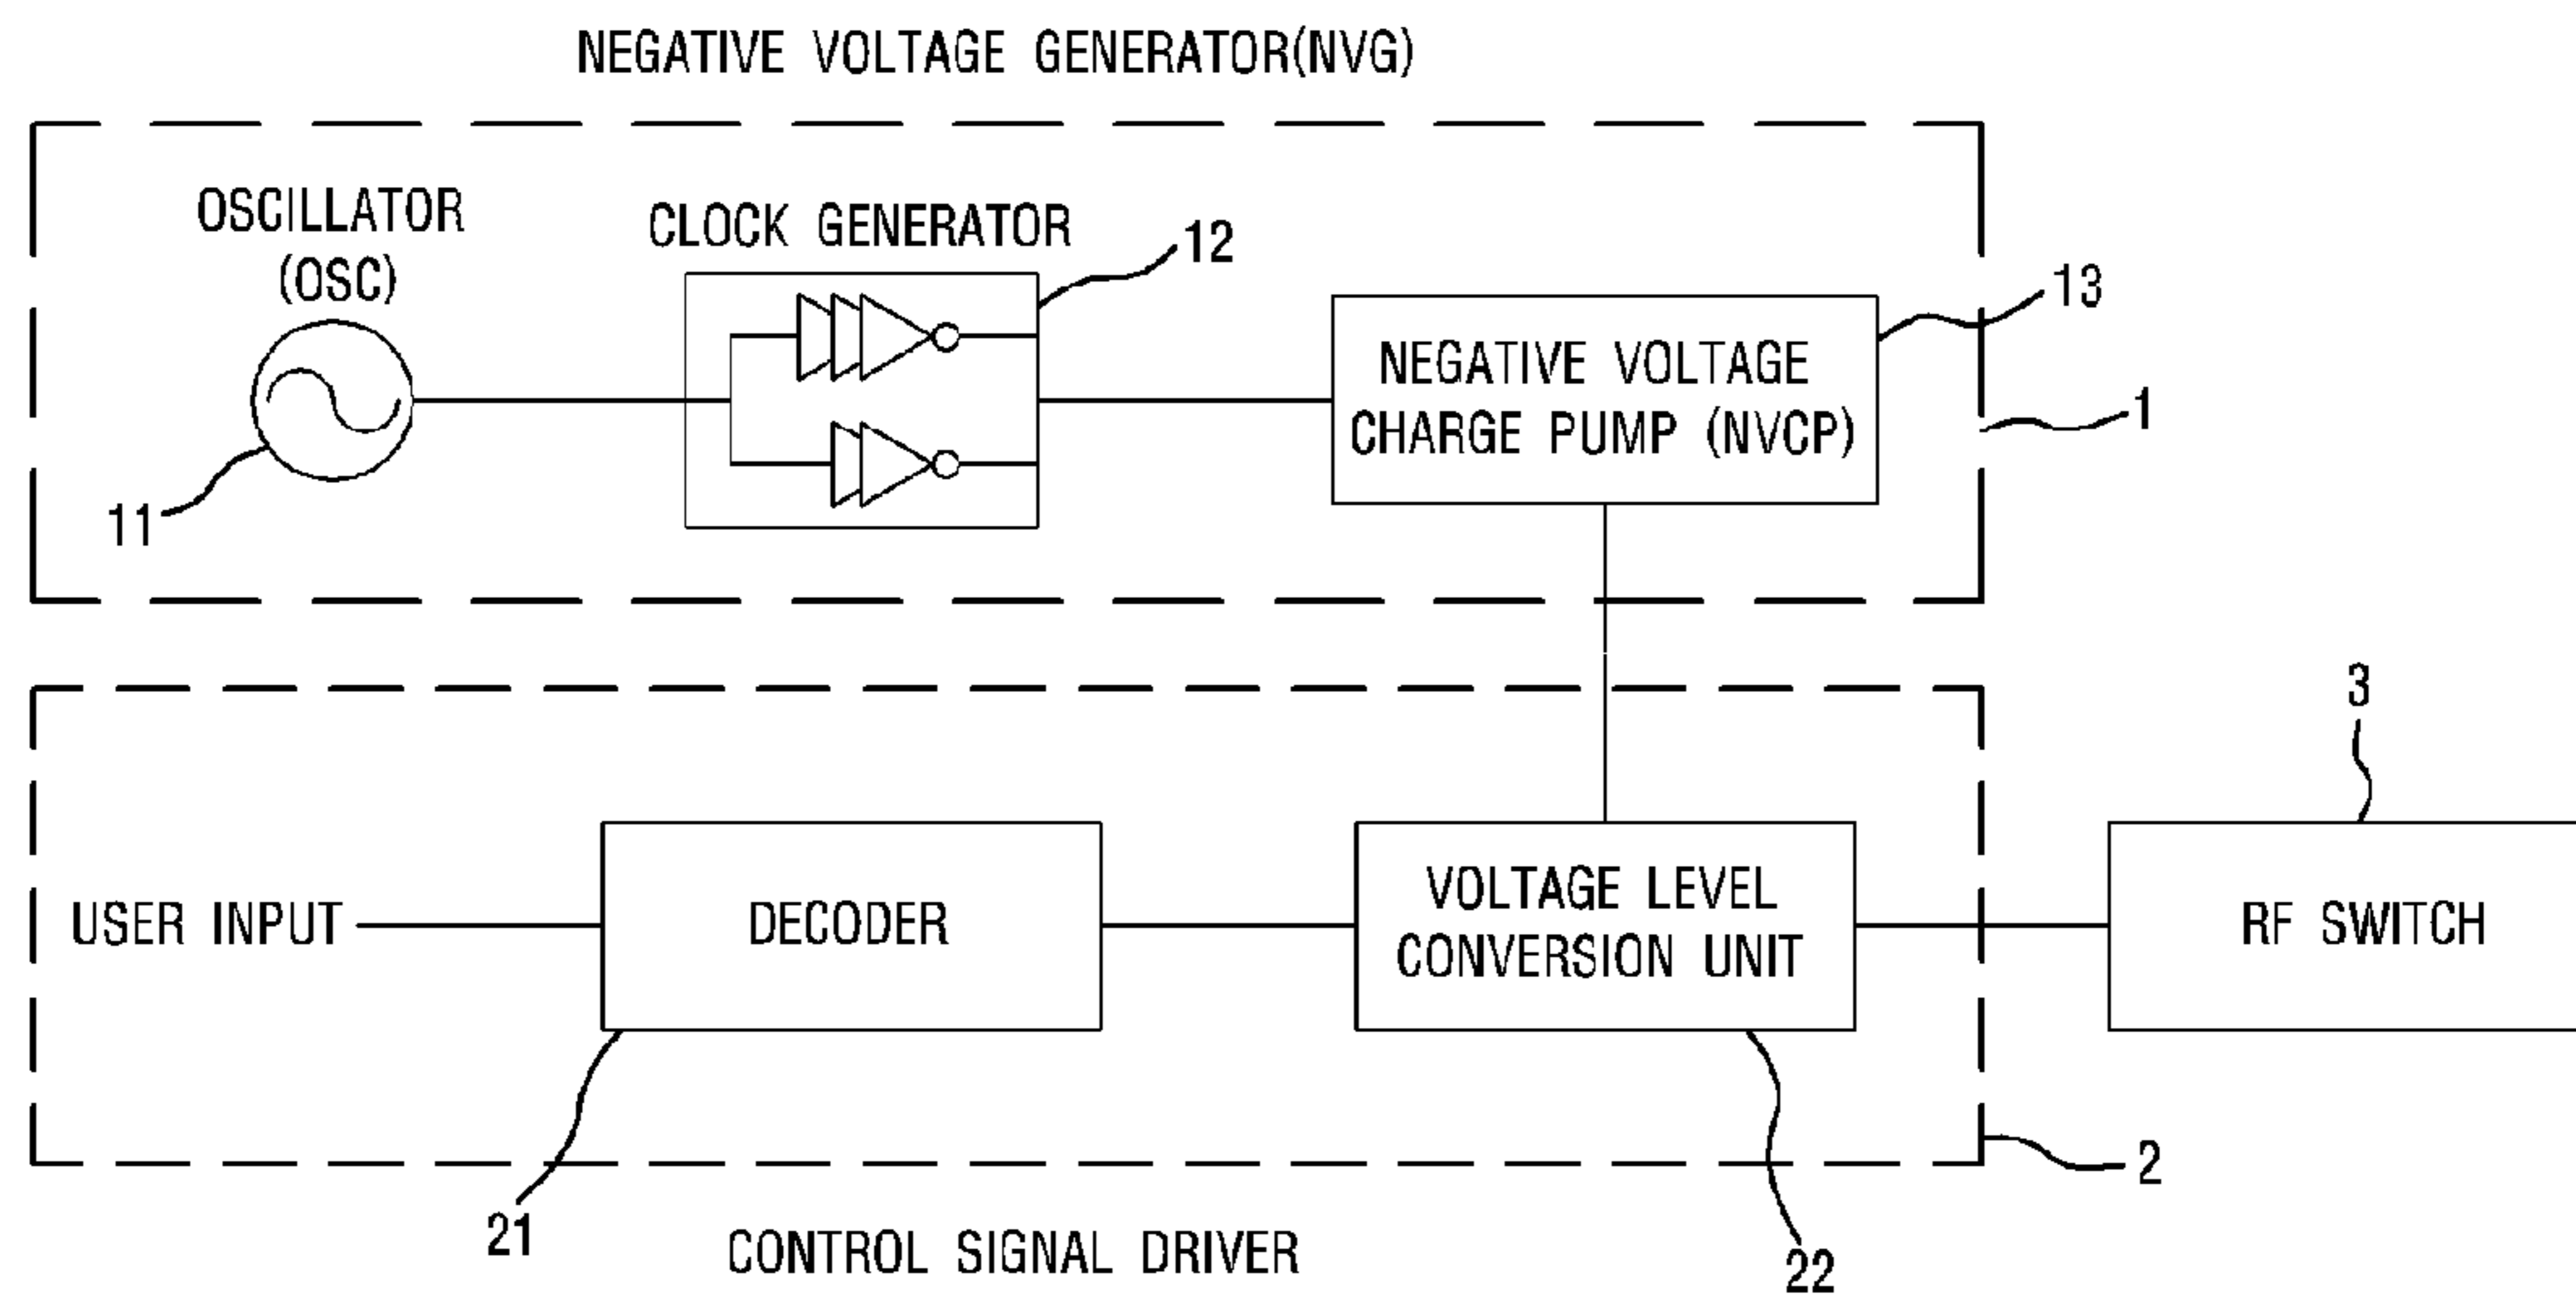 NEGATIVE VOLTAGE GENERATOR(NVG)
OSCILLATOR
(OSC)
CLOCK GENERATOR
12
13
NEGATIVE VOLTAGE
CHARGE PUMP (NVCP)
1
11
3
USER INPUT
DECODER
VOLTAGE LEVEL
CONVERSION UNIT
RF SWITCH
2
21
CONTROL SIGNAL DRIVER
22